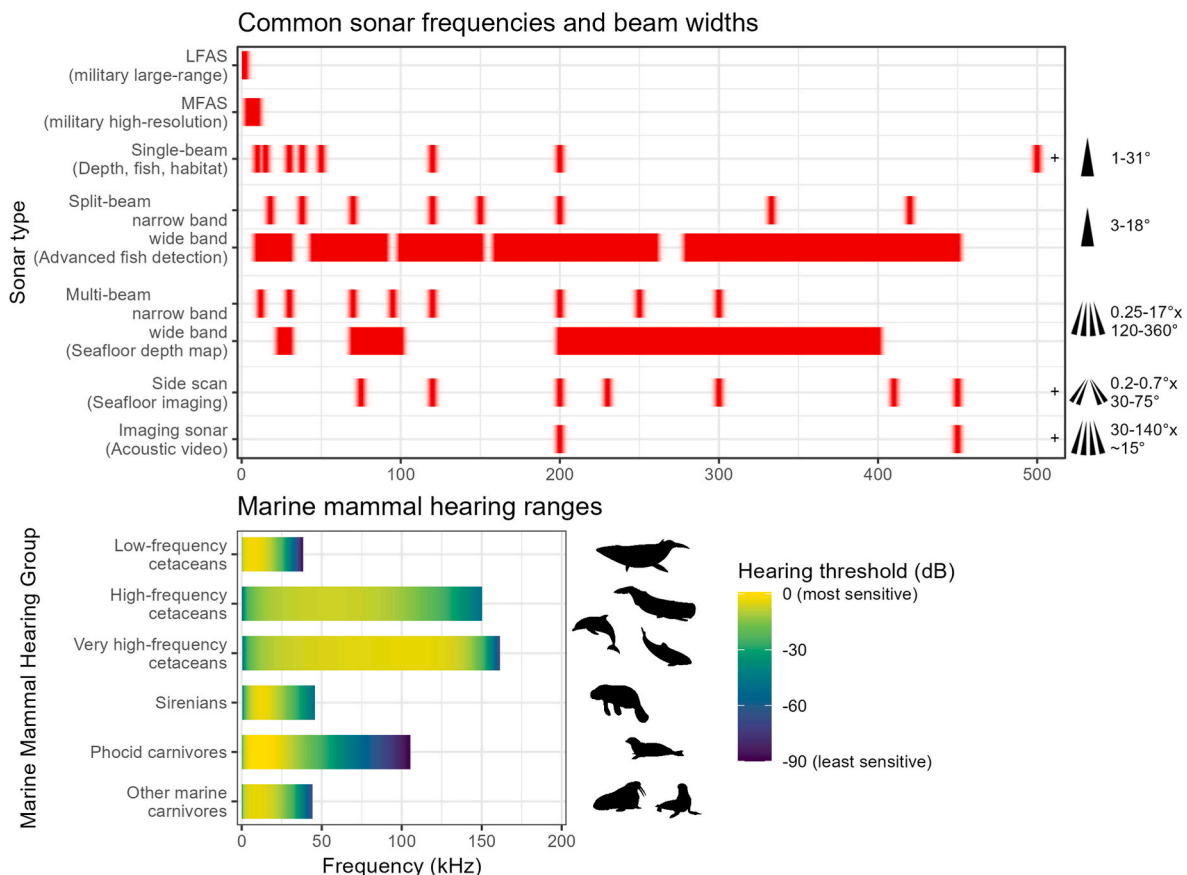 Common sonar frequencies and beam widths
Sonar type
LFAS
(military large-range)
MFAS
(military high-resolution)
Single-beam
(Depth, fish, habitat)
+
1-31°
Split-beam
narrow band
wide band
(Advanced fish detection)
3-18°
Multi-beam
narrow band
wide band
(Seafloor depth map)
0.25-17°x
120-360°
Side scan
(Seafloor imaging)
+
0.2-0.7°x
30-75°
Imaging sonar
(Acoustic video)
+
30-140°x
~15°
0 100 200 300 400 500
Marine mammal hearing ranges
Marine Mammal Hearing Group
Low-frequency
cetaceans
High-frequency
cetaceans
Very high-frequency
cetaceans
Sirenians
Phocid carnivores
Other marine
carnivores
0 50 100 150 200
Frequency (kHz)
Hearing threshold (dB)
0 (most sensitive)
-30
-60
-90 (least sensitive)